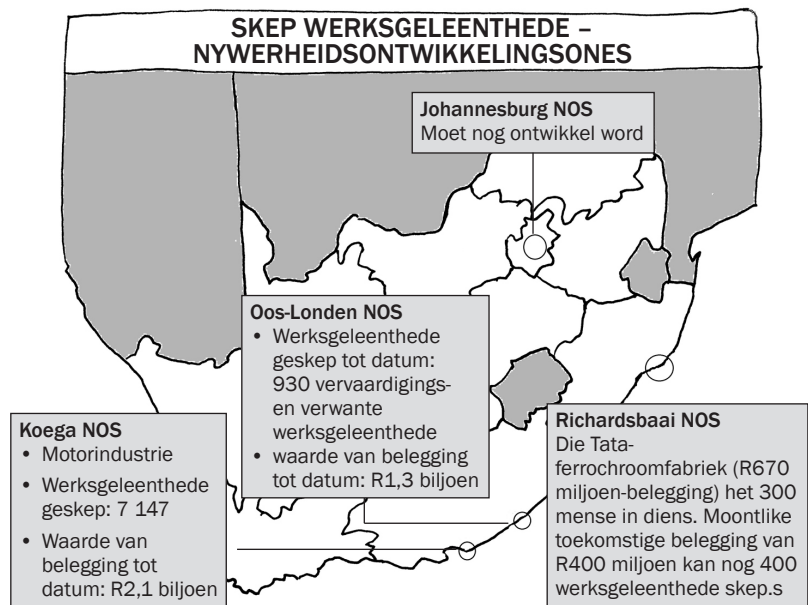 SKEP WERKSGELEENTHEDE –
NYWERHEIDSONTWIKKELINGSONES
Johannesburg NOS
Moet nog ontwikkel word
Oos-Londen NOS
• Werksgeleenthede
geskep tot datum:
930 vervaardigings-
en verwante
werksgeleenthede
• waarde van belegging
tot datum: R1,3 biljoen
Koega NOS
• Motorindustrie
• Werksgeleenthede
geskep: 7 147
• Waarde van
belegging tot
datum: R2,1 biljoen
Richardsbaai NOS
Die Tata-
ferrochroomfabriek (R670
miljoen-belegging) het 300
mense in diens. Moontlike
toekomstige belegging van
R400 miljoen kan nog 400
werksgeleenthede skep.s